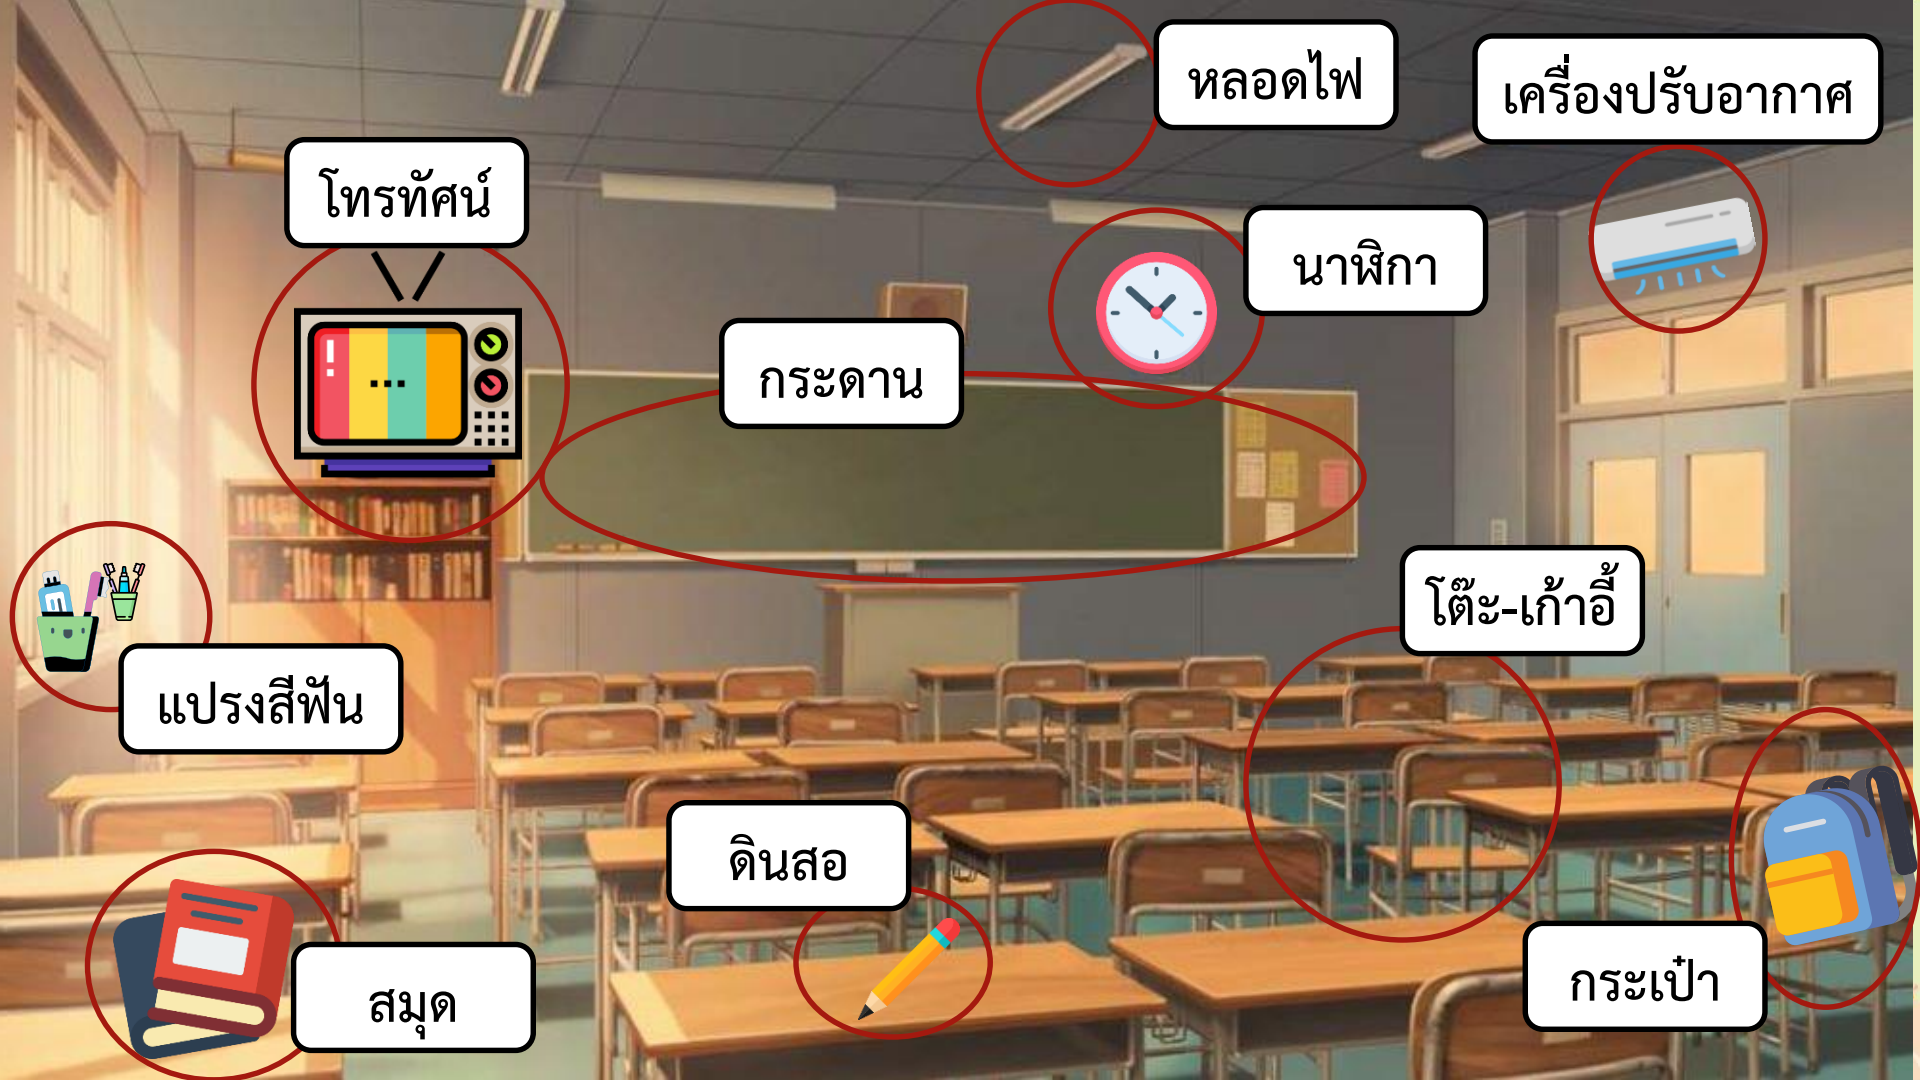 หลอดไฟ
เครื่องปรับอากาศ
โทรทัศน์
นาฬิกา
กระดาน
โต๊ะ-เก้าอี้
แปรงสีฟัน
ดินสอ
กระเป๋า
สมุด